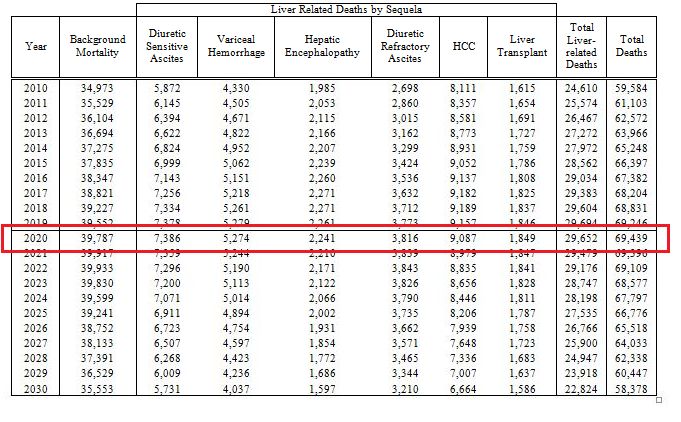 Liver Related Deaths by Sequela
Year
Background
Mortality
Diuretic
Sensitive
Ascites
Variceal
Hemorrhage
Hepatic
Encephalopathy
Diuretic
Refractory
Ascites
HCC
Liver
Transplant
Total
Liver-
related
Deaths
Total
Deaths
2010 34,973 5,872 4,330 1,985 2,698 8,111 1,615 24,610 59,584
2011 35,529 6,145 4,505 2,053 2,860 8,357 1,654 25,574 61,103
2012 36,104 6,394 4,671 2,115 3,015 8,581 1,691 26,467 62,572
2013 36,694 6,622 4,822 2,166 3,162 8,773 1,727 27,272 63,966
2014 37,275 6,824 4,952 2,207 3,299 8,931 1,759 27,972 65,248
2015 37,835 6,999 5,062 2,239 3,424 9,052 1,786 28,562 66,397
2016 38,347 7,143 5,151 2,260 3,536 9,137 1,808 29,034 67,382
2017 38,821 7,256 5,218 2,271 3,632 9,182 1,825 29,383 68,204
2018 39,227 7,334 5,261 2,271 3,712 9,189 1,837 29,604 68,831
2019 39,552 7,378 5,279 2,261 3,773 9,157 1,846 29,694 69,246
2020 39,787 7,386 5,274 2,241 3,816 9,087 1,849 29,652 69,439
2021 39,917 7,359 5,244 2,210 3,839 8,979 1,847 29,479 69,396
2022 39,933 7,296 5,190 2,171 3,843 8,835 1,841 29,176 69,109
2023 39,830 7,200 5,113 2,122 3,826 8,656 1,828 28,747 68,577
2024 39,599 7,071 5,014 2,066 3,790 8,446 1,811 28,198 67,797
2025 39,241 6,911 4,894 2,002 3,735 8,206 1,787 27,535 66,776
2026 38,752 6,723 4,754 1,931 3,662 7,939 1,758 26,766 65,518
2027 38,133 6,507 4,597 1,854 3,571 7,648 1,723 25,900 64,033
2028 37,391 6,268 4,423 1,772 3,465 7,336 1,683 24,947 62,338
2029 36,529 6,009 4,236 1,686 3,344 7,007 1,637 23,918 60,447
2030 35,553 5,731 4,037 1,597 3,210 6,664 1,586 22,824 58,378